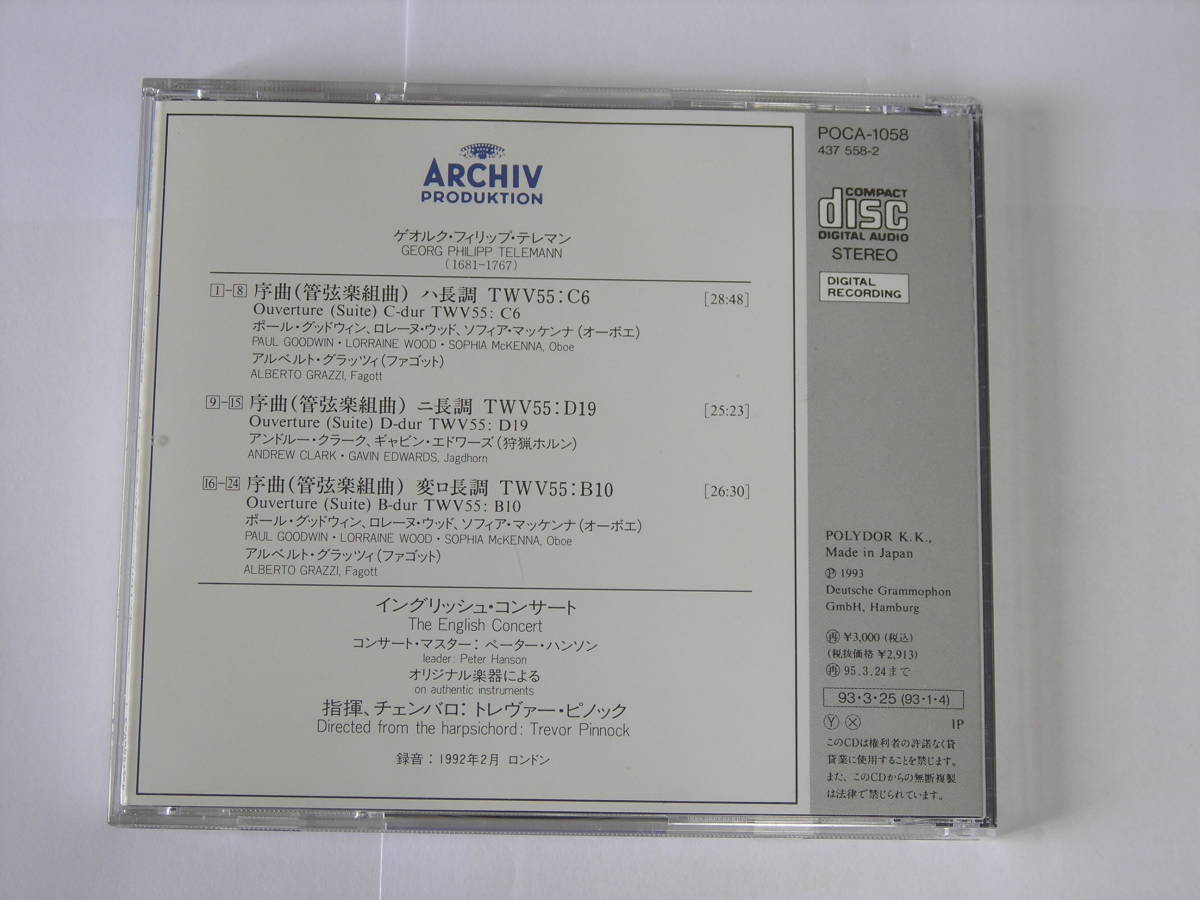 ARCHIV
PRODUKTION
ゲオルク・フィリップ・テレマン
GEORG PHILIPP TELEMANN
(1681-1767)
1-8 序曲(管弦楽組曲) ハ長調 TWV55:C6 [28:48]
Ouverture (Suite) C-dur TWV55: C6
ポール・グッドウィン、ロレーヌ・ウッド、ソフィア・マッケンナ(オーボエ)
PAUL GOODWIN・LORRAINE WOOD・SOPHIA McKENNA, Oboe
アルベルト・グラッツィ(ファゴット)
ALBERTO GRAZZI, Fagott
9-15 序曲(管弦楽組曲) ニ長調 TWV55:D19 [25:23]
Ouverture (Suite) D-dur TWV55: D19
アンドルー・クラーク、ギャビン・エドワーズ(狩猟ホルン)
ANDREW CLARK・GAVIN EDWARDS, Jagdhorn
16-24 序曲(管弦楽組曲) 変ロ長調 TWV55:B10 [26:30]
Ouverture (Suite) B-dur TWV55: B10
ポール・グッドウィン、ロレーヌ・ウッド、ソフィア・マッケンナ(オーボエ)
PAUL GOODWIN・LORRAINE WOOD・SOPHIA McKENNA, Oboe
アルベルト・グラッツィ(ファゴット)
ALBERTO GRAZZI, Fagott
イングリッシュ・コンサート
The English Concert
コンサート・マスター: ペーター・ハンソン
leader: Peter Hanson
オリジナル楽器による
on authentic instruments
指揮、チェンバロ: トレヴァー・ピノック
Directed from the harpsichord: Trevor Pinnock
録音：1992年2月 ロンドン
POCA-1058
437 558-2
COMPACT
disc
DIGITAL AUDIO
STEREO
DIGITAL
RECORDING
POLYDOR K.K.,
Made in Japan
Ⓟ 1993
Deutsche Grammophon
GmbH, Hamburg
再 ¥3,000 (税込)
(税抜価格 ¥2,913)
再 95.3.24まで
93・3・25 (93・1・4)
Ⓨ Ⓧ 1P
このCDは権利者の許諾なく賃
貸業に使用することを禁じます。
また、このCDからの無断複製
は法律で禁じられています。